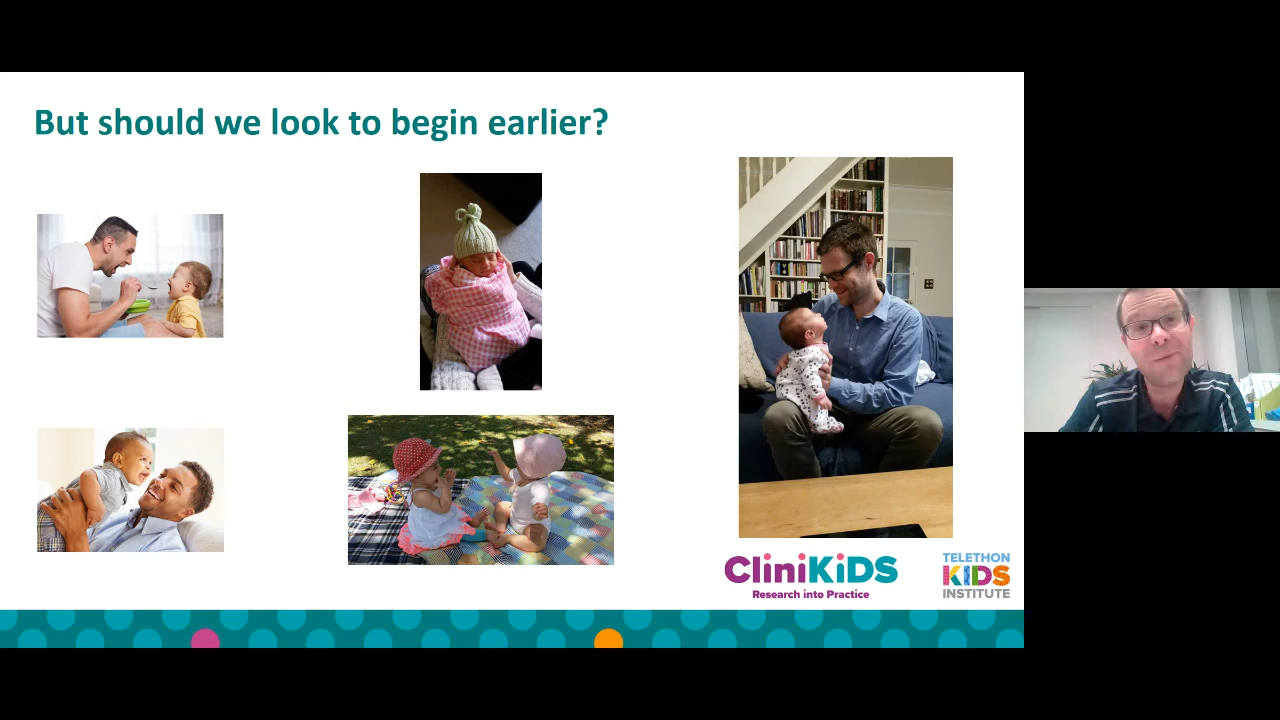 But should we look to begin earlier?
CliniKiDS
Research into Practice
TELETHON
KIDS
INSTITUTE